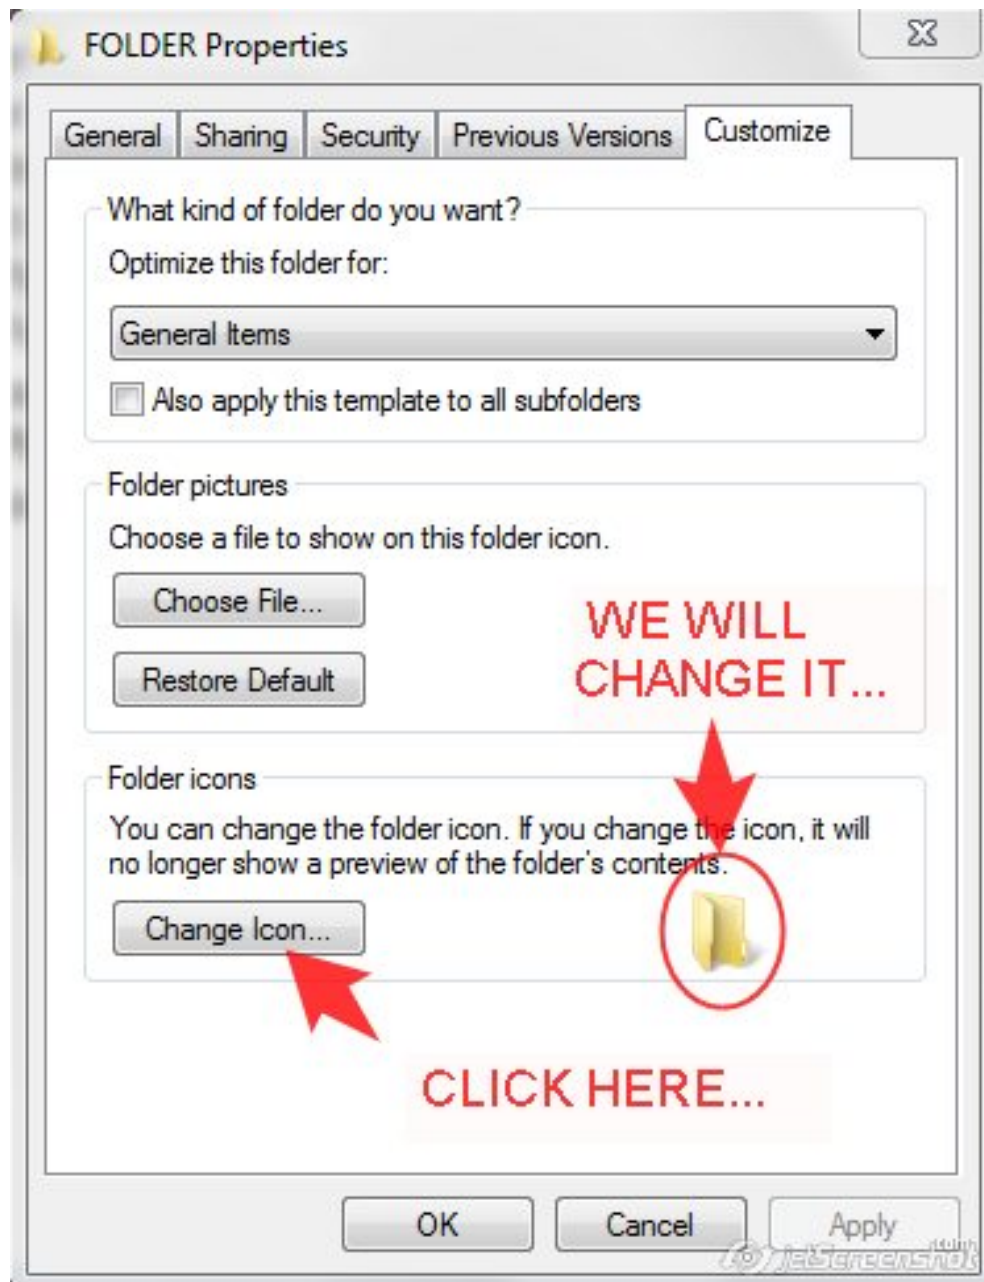 FOLDER Properties
General
Sharing
Security
Previous Versions
Customize
What kind of folder do you want?
Optimize this folder for:
General Items
Also apply this template to all subfolders
Folder pictures
Choose a file to show on this folder icon.
Choose File...
Restore Default
WE WILL
CHANGE IT...
Folder icons
You can change the folder icon. If you change the icon, it will
no longer show a preview of the folder's contents.
Change Icon...
CLICK HERE...
OK
Cancel
Apply
jetScreenshot
.com